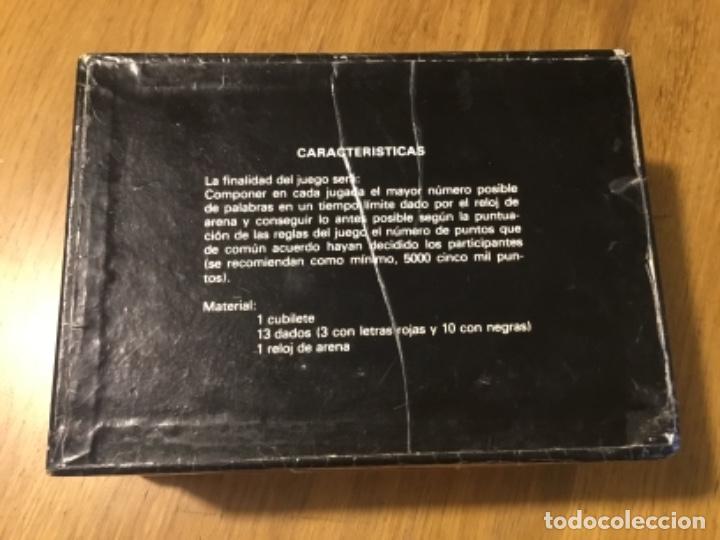 CARACTERISTICAS
La finalidad del juego será:
Componer en cada jugada el mayor número posible
de palabras en un tiempo límite dado por el reloj de
arena y conseguir lo antes posible según la puntua-
ción de las reglas del juego el número de puntos que
de común acuerdo hayan decidido los participantes
(se recomiendan como mínimo, 5000 cinco mil pun-
tos).
Material:
1 cubilete
13 dados (3 con letras rojas y 10 con negras)
1 reloj de arena
todocoleccion